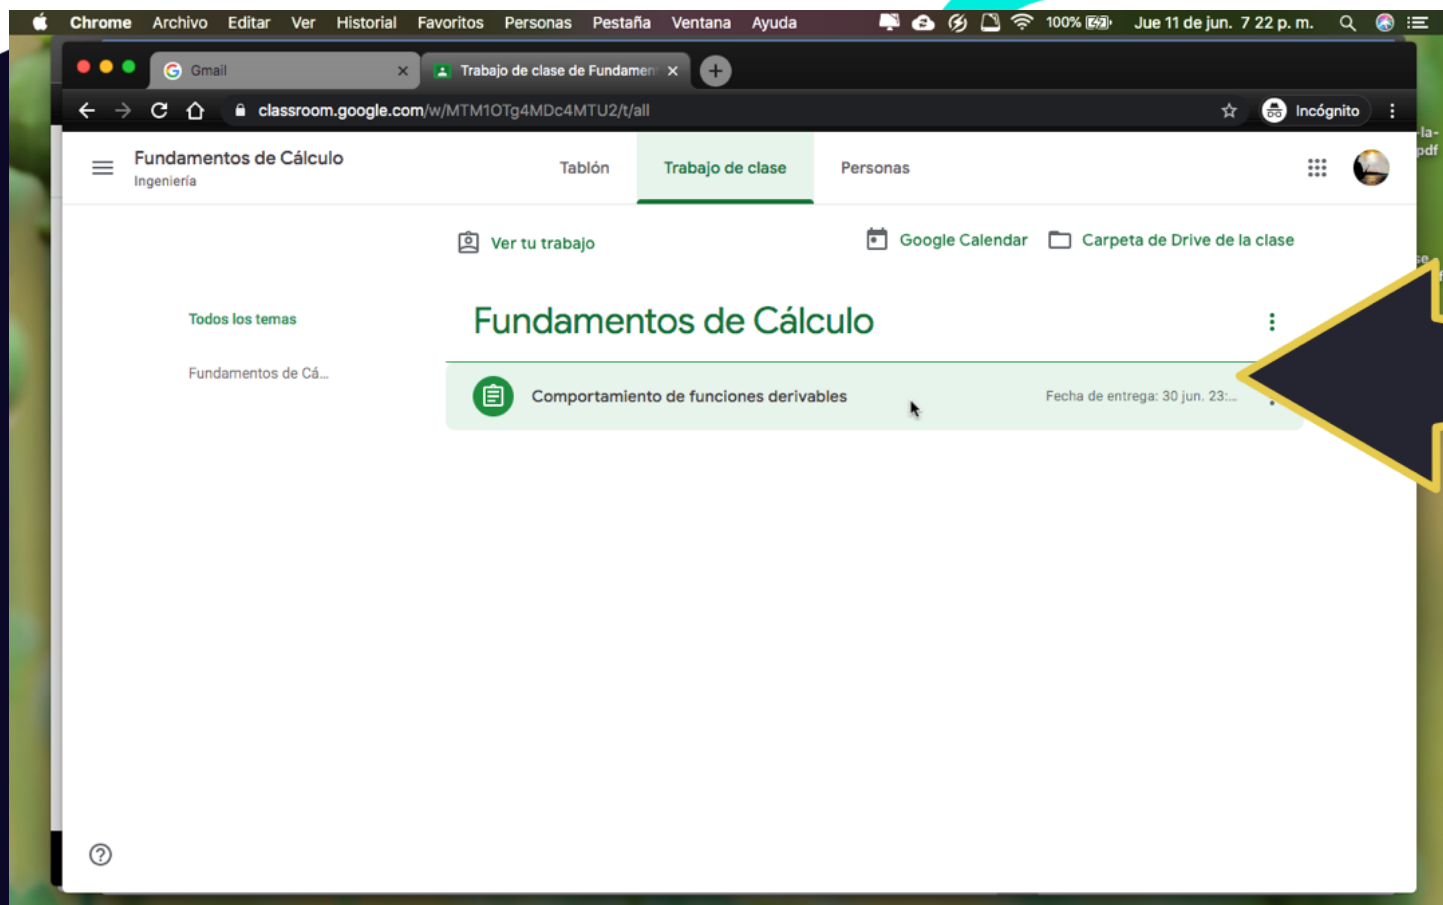 Chrome Archivo Editar Ver Historial Favoritos Personas Pestaña Ventana Ayuda 100% Jue 11 de jun. 7 22 p. m.
Gmail Trabajo de clase de Fundamen
classroom.google.com/w/MTM1OTg4MDc4MTU2/t/all Incógnito
-la-
pdf
Fundamentos de Cálculo
Ingeniería
Tablón Trabajo de clase Personas
Ver tu trabajo Google Calendar Carpeta de Drive de la clase
se
Todos los temas
Fundamentos de Cálculo
Fundamentos de Cá...
Comportamiento de funciones derivables Fecha de entrega: 30 jun. 23:...